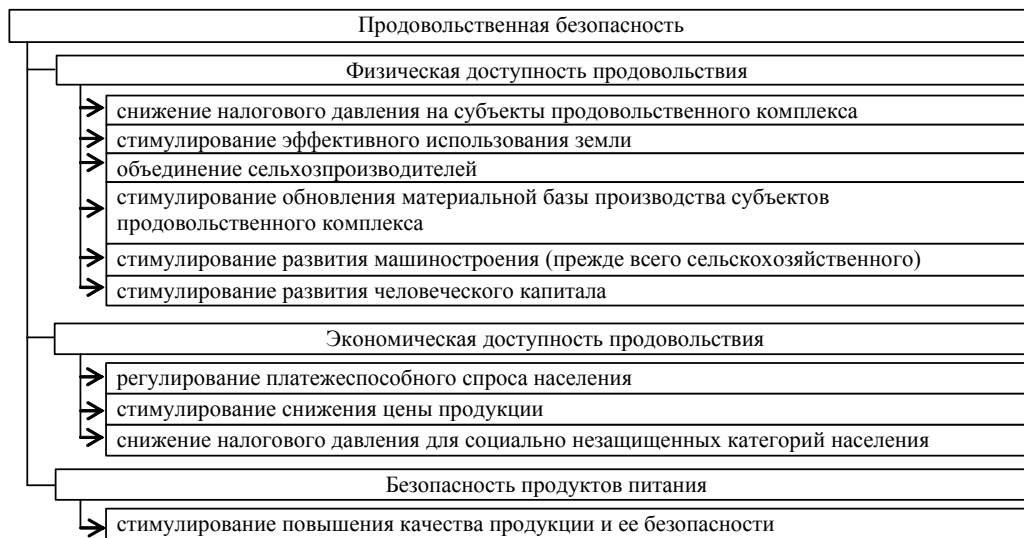 Продовольственная безопасность
Физическая доступность продовольствия
снижение налогового давления на субъекты продовольственного комплекса
стимулирование эффективного использования земли
объединение сельхозпроизводителей
стимулирование обновления материальной базы производства субъектов
продовольственного комплекса
стимулирование развития машиностроения (прежде всего сельскохозяйственного)
стимулирование развития человеческого капитала
Экономическая доступность продовольствия
регулирование платежеспособного спроса населения
стимулирование снижения цены продукции
снижение налогового давления для социально незащищенных категорий населения
Безопасность продуктов питания
стимулирование повышения качества продукции и ее безопасности